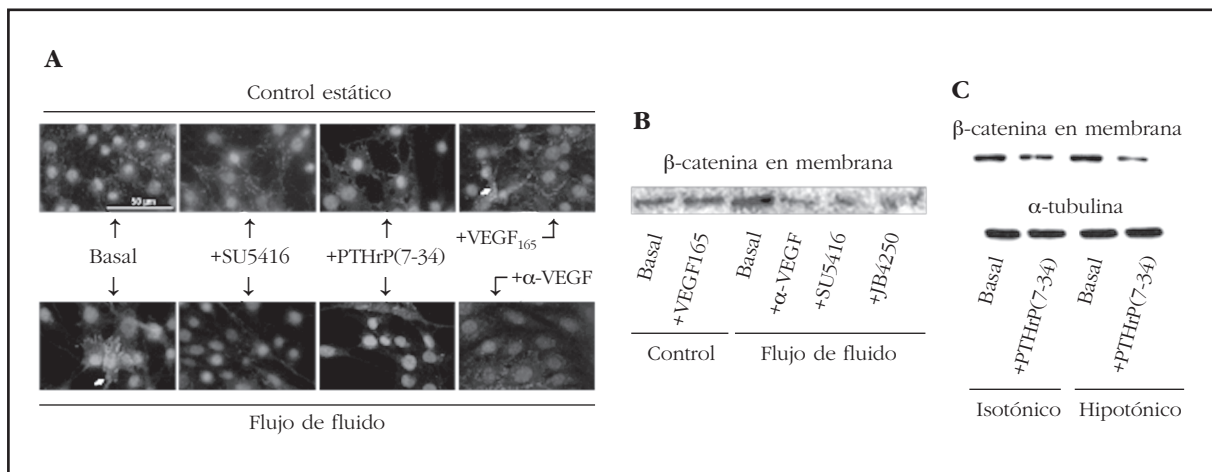 A
Control estático
50 µm
+VEGF165
Basal
+SU5416
+PTHrP(7-34)
+α-VEGF
Flujo de fluido
B
β-catenina en membrana
Basal
+VEGF165
Basal
+α-VEGF
+SU5416
+JB4250
Control
Flujo de fluido
C
β-catenina en membrana
α-tubulina
Basal
+PTHrP(7-34)
Basal
+PTHrP(7-34)
Isotónico
Hipotónico